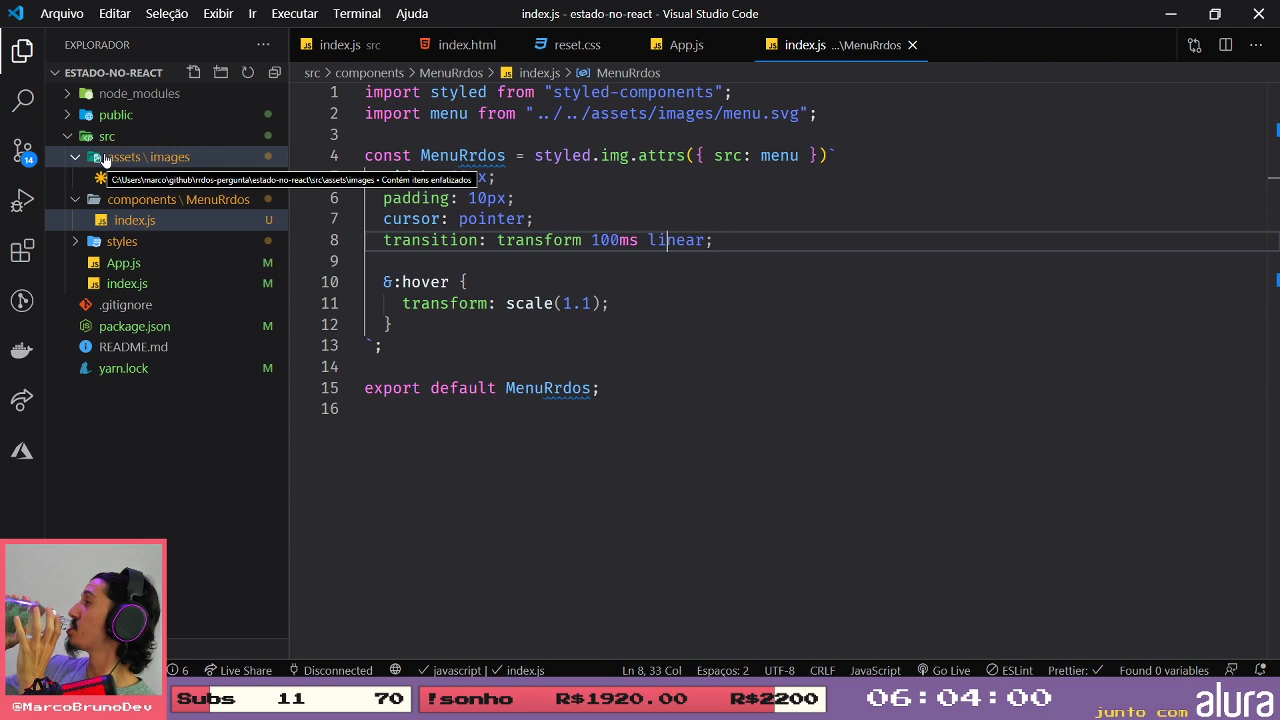 Arquivo Editar Seleção Exibir Ir Executar Terminal Ajuda index.js - estado-no-react - Visual Studio Code
EXPLORADOR
index.js src index.html reset.css App.js index.js ...\MenuRrdos
ESTADO-NO-REACT
src components MenuRrdos index.js MenuRrdos
node_modules
public
src
assets \ images
C:\Users\marco\github\rrdos-pergunta\estado-no-react\src\assets\images • Contém itens enfatizados
components \ MenuRrdos
index.js U
styles
App.js M
index.js M
.gitignore
package.json M
README.md
yarn.lock M
14
1 import styled from "styled-components";
2 import menu from "../../assets/images/menu.svg";
3
4 const MenuRrdos = styled.img.attrs({ src: menu })`
x;
6 padding: 10px;
7 cursor: pointer;
8 transition: transform 100ms linear;
9
10 &:hover {
11 transform: scale(1.1);
12 }
13 `;
14
15 export default MenuRrdos;
16
6 Live Share Disconnected javascript | index.js Ln 8, 33 Col Espaços: 2 UTF-8 CRLF JavaScript Go Live ESLint Prettier: Found 0 variables
@MarcoBrunoDev
Subs 11 70 !sonho R$1920.00 R$2200 06:04:00 junto com alura